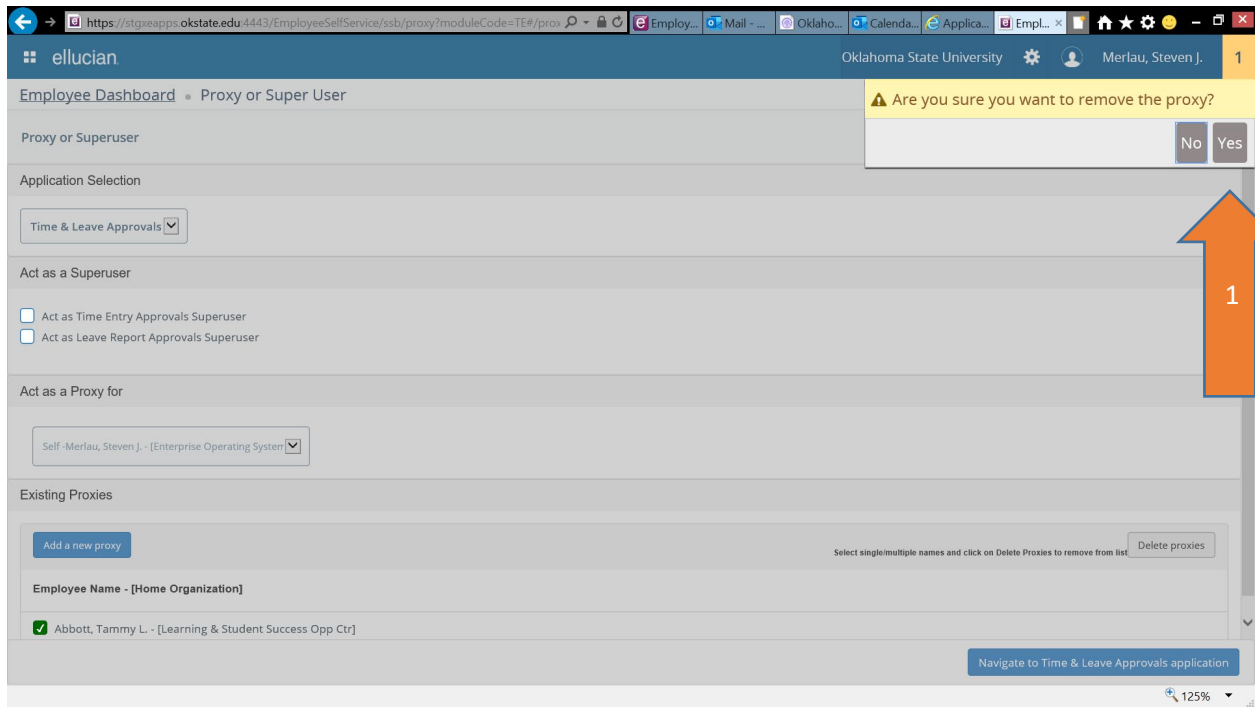 https://stgxeapps.okstate.edu:4443/EmployeeSelfService/ssb/proxy?moduleCode=TE#/prox Employ... Mail - ... Oklaho... Calenda... Applica... Empl...
ellucian. Oklahoma State University Merlau, Steven J. 1
Employee Dashboard • Proxy or Super User
Are you sure you want to remove the proxy?
No Yes
Proxy or Superuser
Application Selection
Time & Leave Approvals
Act as a Superuser
Act as Time Entry Approvals Superuser
Act as Leave Report Approvals Superuser
1
Act as a Proxy for
Self -Merlau, Steven J. - [Enterprise Operating System
Existing Proxies
Add a new proxy
Select single/multiple names and click on Delete Proxies to remove from list Delete proxies
Employee Name - [Home Organization]
Abbott, Tammy L. - [Learning & Student Success Opp Ctr]
Navigate to Time & Leave Approvals application
125%